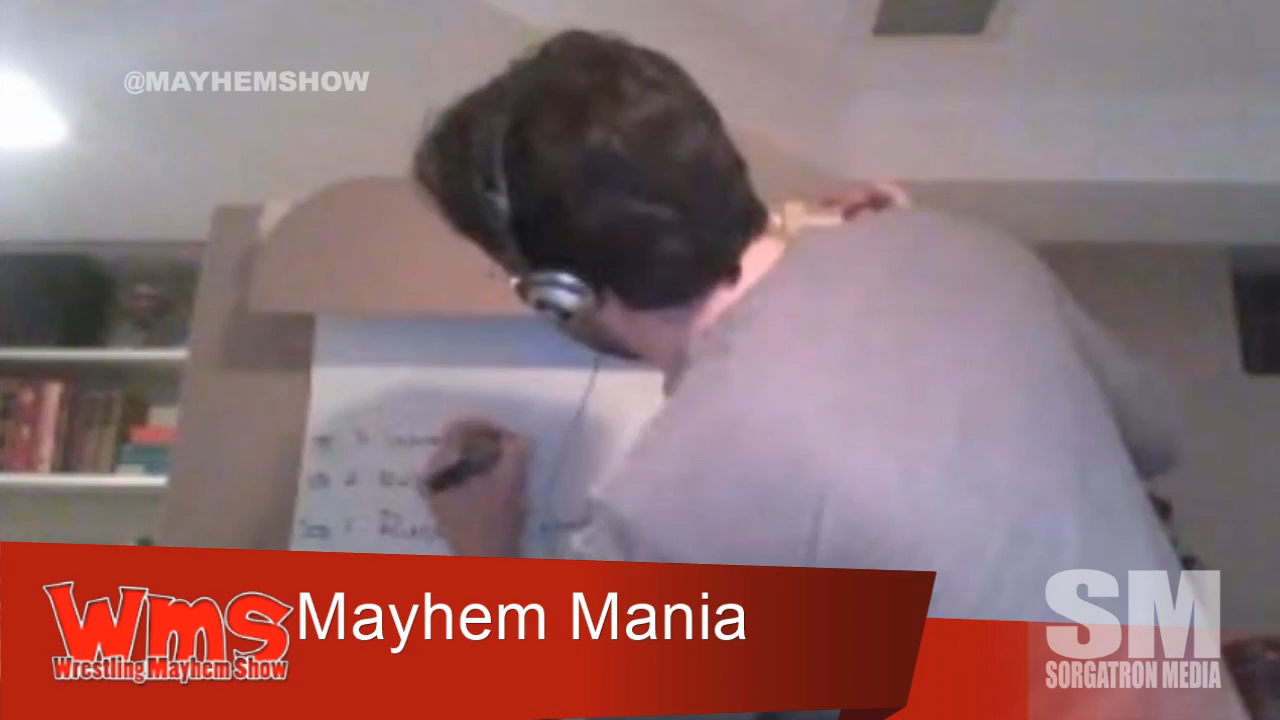 @MAYHEMSHOW
Wms
Wrestling Mayhem Show
Mayhem Mania
SM
SORGATRON MEDIA